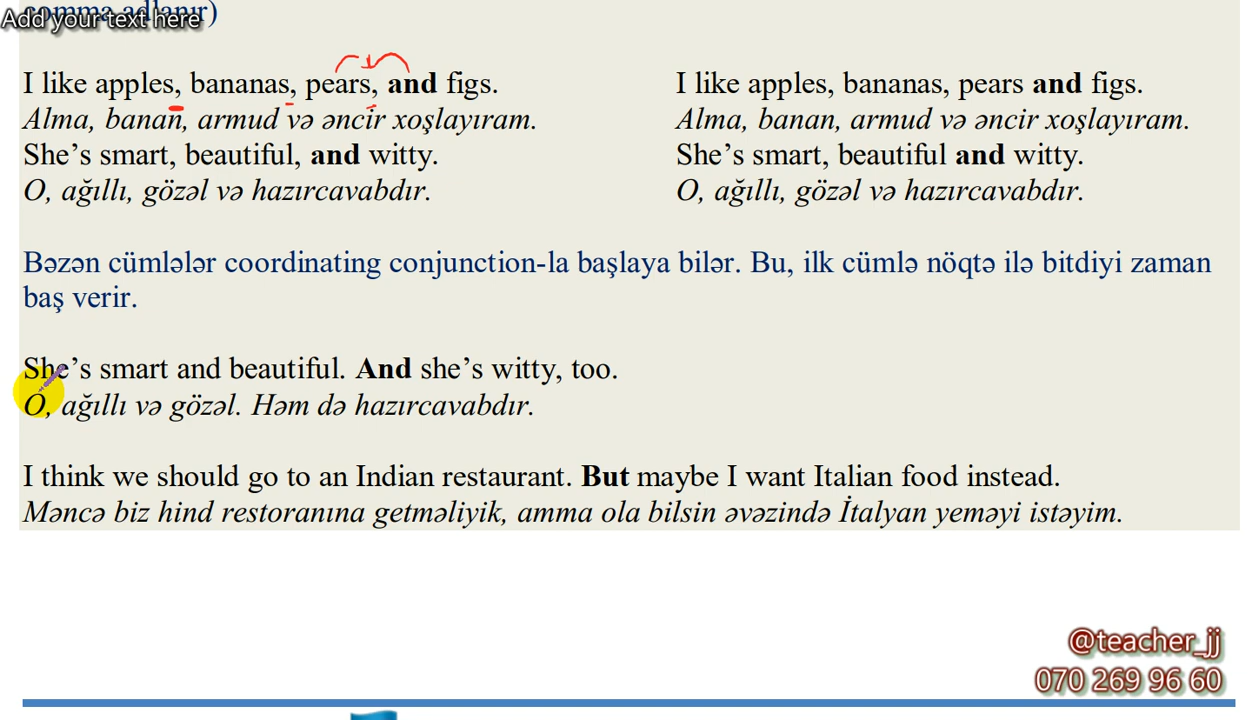 comma adlanır)
Add your text here
I like apples, bananas, pears, and figs.
Alma, banan, armud və əncir xoşlayıram.
She’s smart, beautiful, and witty.
O, ağıllı, gözəl və hazırcavabdır.
I like apples, bananas, pears and figs.
Alma, banan, armud və əncir xoşlayıram.
She’s smart, beautiful and witty.
O, ağıllı, gözəl və hazırcavabdır.
Bəzən cümlələr coordinating conjunction-la başlaya bilər. Bu, ilk cümlə nöqtə ilə bitdiyi zaman
baş verir.
She’s smart and beautiful. And she’s witty, too.
O, ağıllı və gözəl. Həm də hazırcavabdır.
I think we should go to an Indian restaurant. But maybe I want Italian food instead.
Məncə biz hind restoranına getməliyik, amma ola bilsin əvəzində İtalyan yeməyi istəyim.
@teacher_jj
070 269 96 60